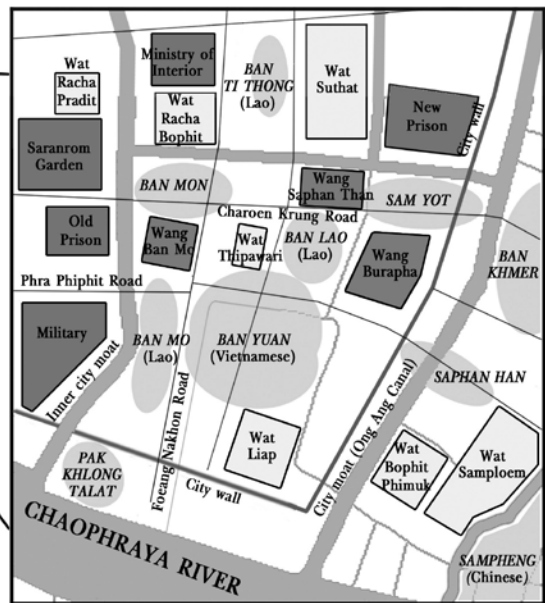 Wat
Racha
Pradit
Ministry of
Interior
Wat
Racha
Bophit
BAN
TI THONG
(Lao)
Wat
Suthat
New
Prison
City wall
Saranrom
Garden
BAN MON
Wang
Saphan Than
SAM YOT
Charoen Krung Road
Old
Prison
Wang
Ban Mo
Wat
Thipawari
BAN LAO
(Lao)
Wang
Burapha
BAN
KHMER
Phra Phiphit Road
Military
BAN MO
(Lao)
BAN YUAN
(Vietnamese)
SAPHAN HAN
Inner city moat
Foeang Nakhon Road
City moat (Ong Ang Canal)
Wat
Liap
Wat
Bophit
Phimuk
Wat
Samploem
PAK
KHLONG
TALAT
City wall
CHAOPHRAYA RIVER
SAMPHENG
(Chinese)